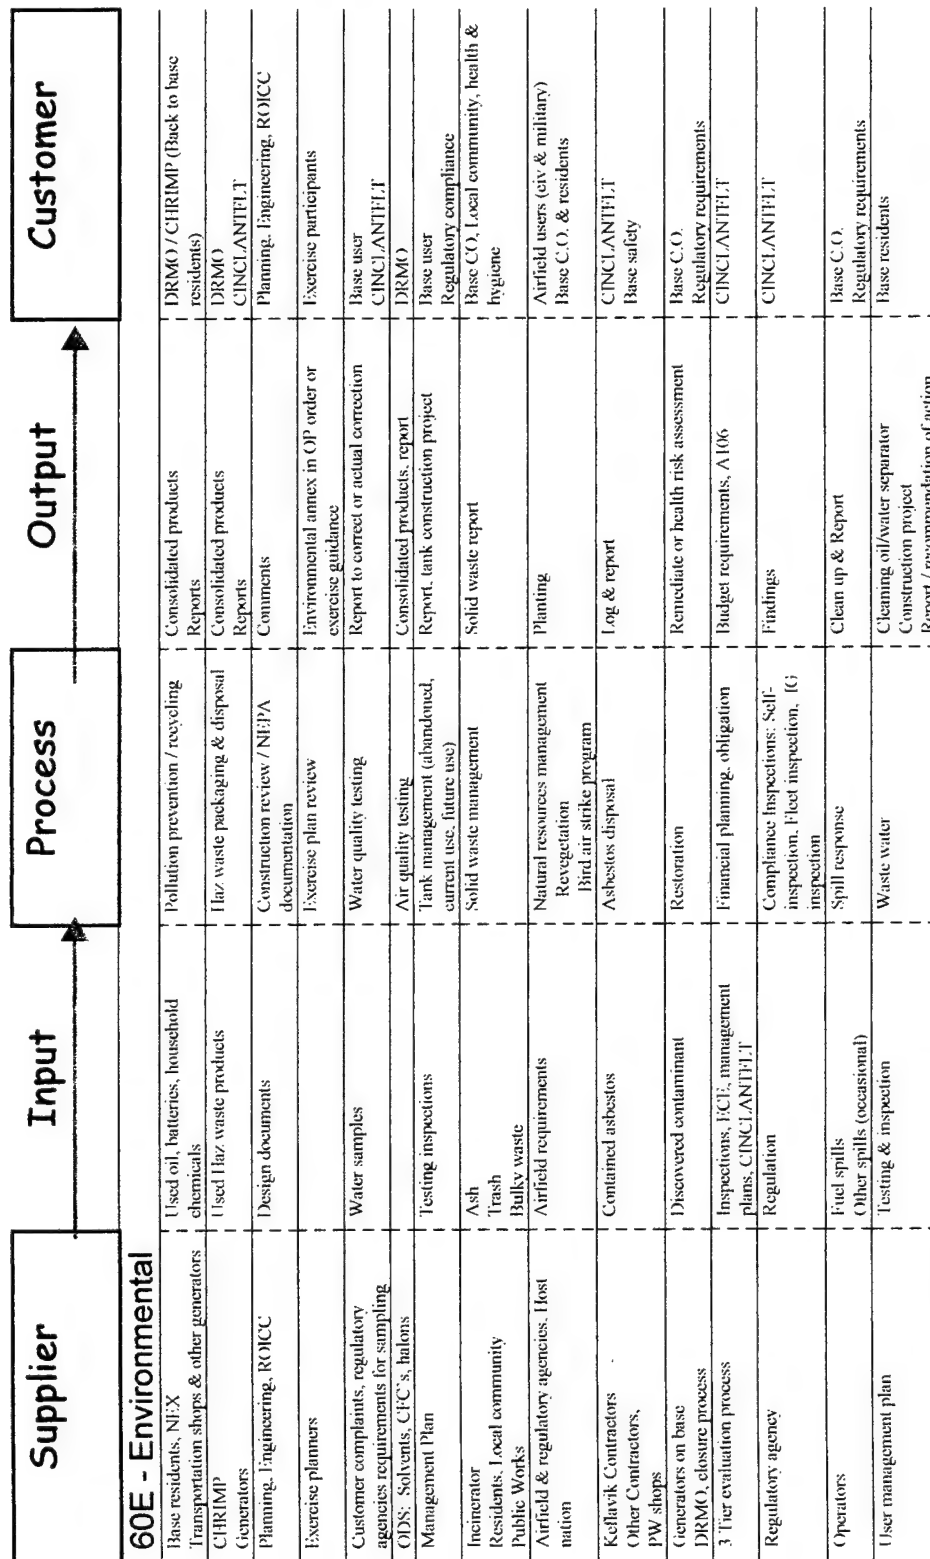 Supplier Input Process Output Customer
60E - Environmental
Base residents, NEX
Transportation shops & other generators
Used oil, batteries, household
chemicals
Pollution prevention / recycling
Consolidated products
Reports
DRMO / CHRIMP (Back to base
residents)
CHRIMP
Generators
Used Haz waste products
Haz waste packaging & disposal
Consolidated products
Reports
DRMO
CINCLANTFLT
Planning, Engineering, ROICC
Design documents
Construction review / NEPA
documentation
Comments
Planning, Engineering, ROICC
Exercise planners
Exercise plan review
Environmental annex in OP order or
exercise guidance
Exercise participants
Customer complaints, regulatory
agencies requirements for sampling
Water samples
Water quality testing
Report to correct or actual correction
Base user
CINCLANTFLT
ODS: Solvents, CFC's, halons
Air quality testing
Consolidated products, report
DRMO
Management Plan
Testing inspections
Tank management (abandoned,
current use, future use)
Report, tank construction project
Base user
Regulatory compliance
Incinerator
Residents, Local community
Public Works
Ash
Trash
Bulky waste
Solid waste management
Solid waste report
Base CO, Local community, health &
hygiene
Airfield & regulatory agencies, Host
nation
Airfield requirements
Natural resources management
Revegetation
Bird air strike program
Planting
Airfield users (civ & military)
Base C.O. & residents
Keflavik Contractors
Other Contractors,
PW shops
Contained asbestos
Asbestos disposal
Log & report
CINCLANTFLT
Base safety
Generators on base
DRMO, closure process
Discovered contaminant
Restoration
Remediate or health risk assessment
Base C.O.
Regulatory requirements
3 Tier evaluation process
Inspections, ECE, management
plans, CINCLANTFLT
Financial planning, obligation
Budget requirements, A106
CINCLANTFLT
Regulatory agency
Regulation
Compliance Inspections: Self-
inspection, Fleet inspection, IG
inspection
Findings
CINCLANTFLT
Operators
Fuel spills
Other spills (occasional)
Spill response
Clean up & Report
Base C.O.
Regulatory requirements
User management plan
Testing & inspection
Waste water
Cleaning oil/water separator
Construction project
Report / recommendation of action
Base residents